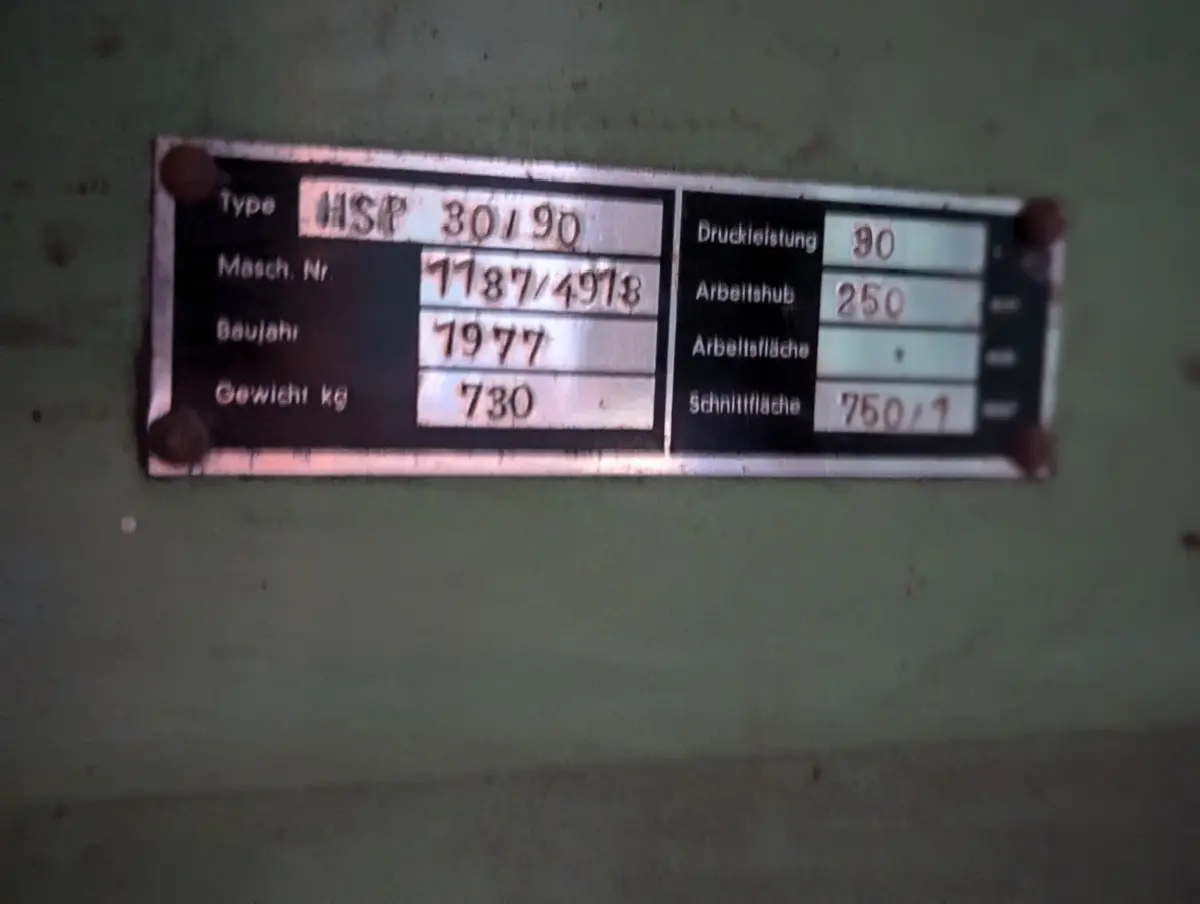 Type HSP 30/90
Masch. Nr 1187/4978
Baujahr 1977
Gewicht kg 730
Druckleistung 90
Arbeitshub 250
Arbeitsfläche
Schnittfläche 750/1